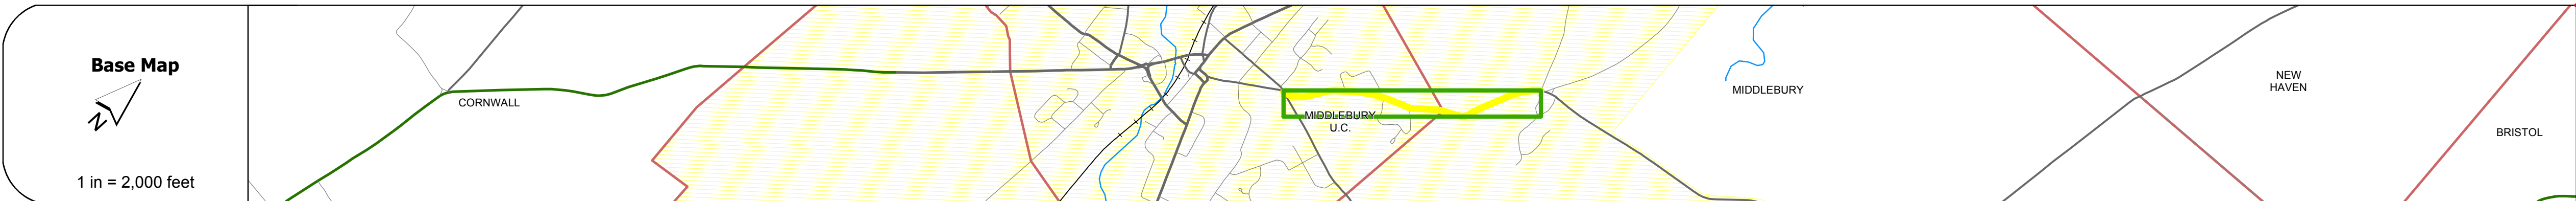 Base Map
N
1 in = 2,000 feet
CORNWALL
MIDDLEBURY
U.C.
MIDDLEBURY
NEW
HAVEN
BRISTOL